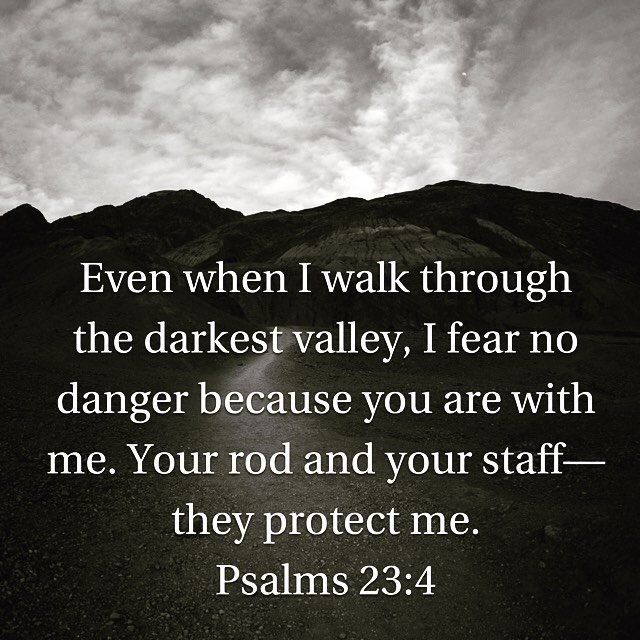 Even when I walk through
the darkest valley, I fear no
danger because you are with
me. Your rod and your staff—
they protect me.
Psalms 23:4